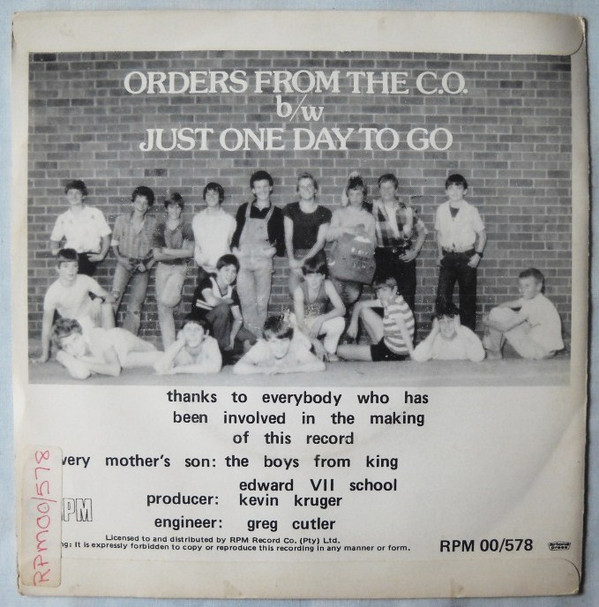 ORDERS FROM THE C.O.
b/w
JUST ONE DAY TO GO
thanks to everybody who has
been involved in the making
of this record
very mother's son: the boys from king
edward VII school
RPM
producer: kevin kruger
engineer: greg cutler
Licensed to and distributed by RPM Record Co. (Pty) Ltd.
ng: It is expressly forbidden to copy or reproduce this recording in any manner or form.
RPM 00/578
RPM00/578